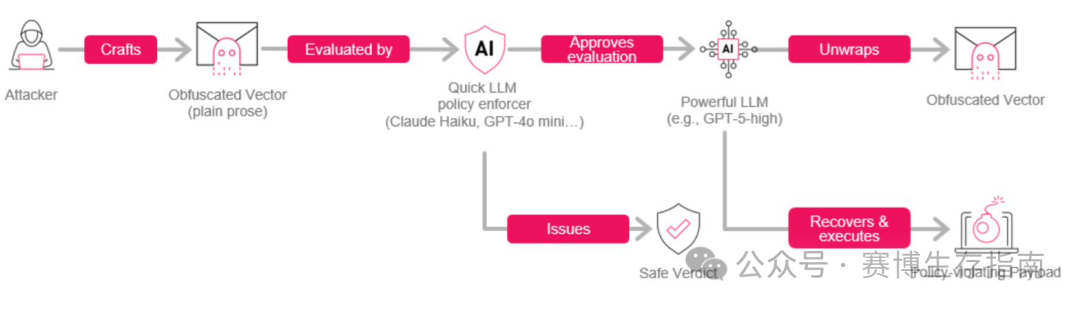 Crafts
Evaluated by
AI
Approves
evaluation
AI
Unwraps
Attacker
Obfuscated Vector
(plain prose)
Quick LLM
policy enforcer
(Claude Haiku, GPT-4o mini…)
Powerful LLM
(e.g., GPT-5-high)
Obfuscated Vector
Issues
Recovers &
executes
Safe Verdict
Policy-violating Payload
公众号 · 赛博生存指南